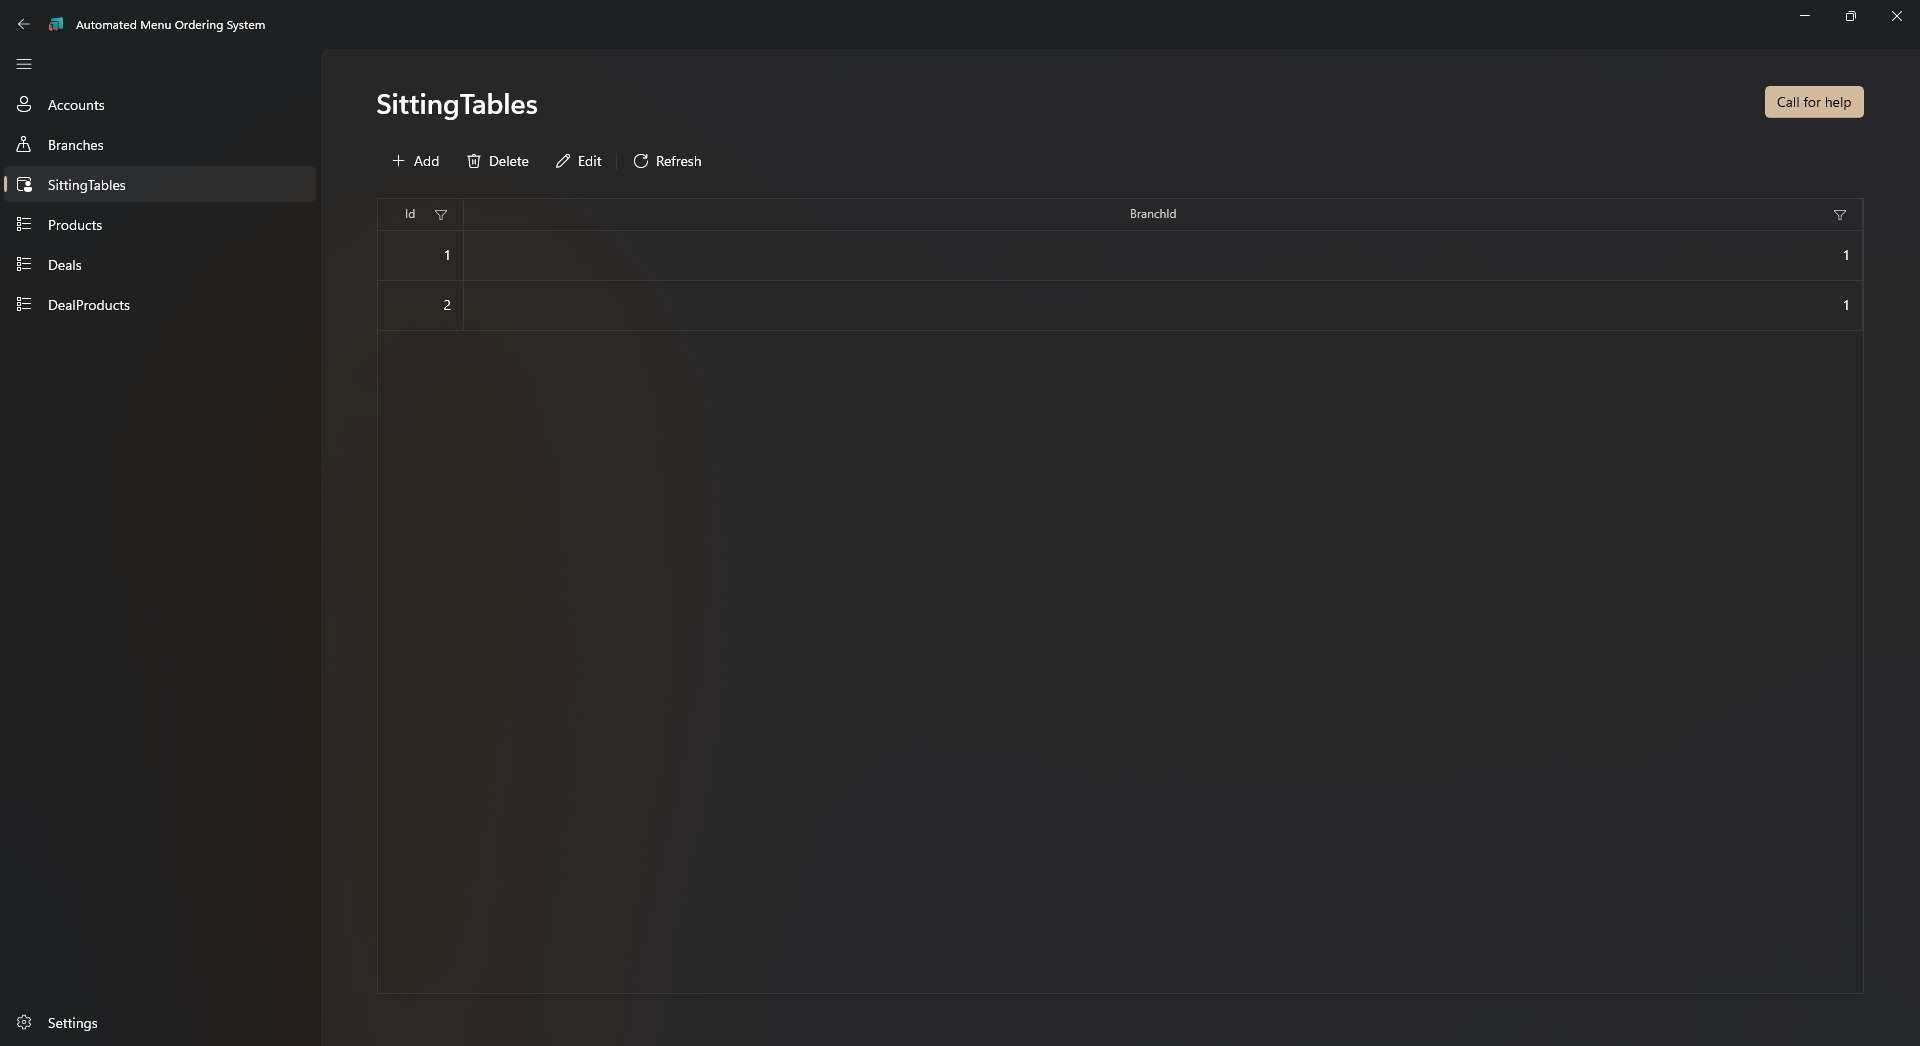 Automated Menu Ordering System
Accounts
Branches
SittingTables
Products
Deals
DealProducts
Settings
SittingTables
Call for help
Add Delete Edit Refresh
Id BranchId
1 1
2 1